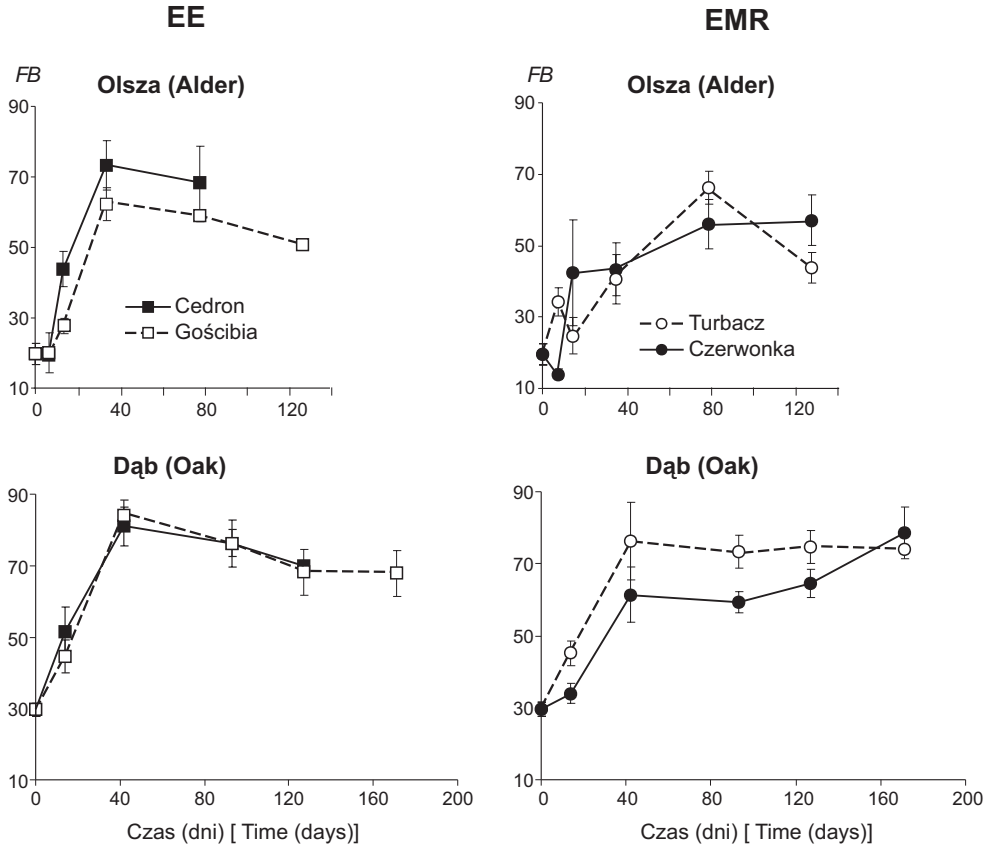 EE
EMR
FB
Olsza (Alder)
90
70
50
30
10
0
40
80
120
Cedron
Gościbia
FB
Olsza (Alder)
90
70
50
30
10
0
40
80
120
Turbacz
Czerwonka
Dąb (Oak)
90
70
50
30
10
0
40
80
120
160
200
Czas (dni) [ Time (days)]
Dąb (Oak)
90
70
50
30
10
0
40
80
120
160
200
Czas (dni) [ Time (days)]